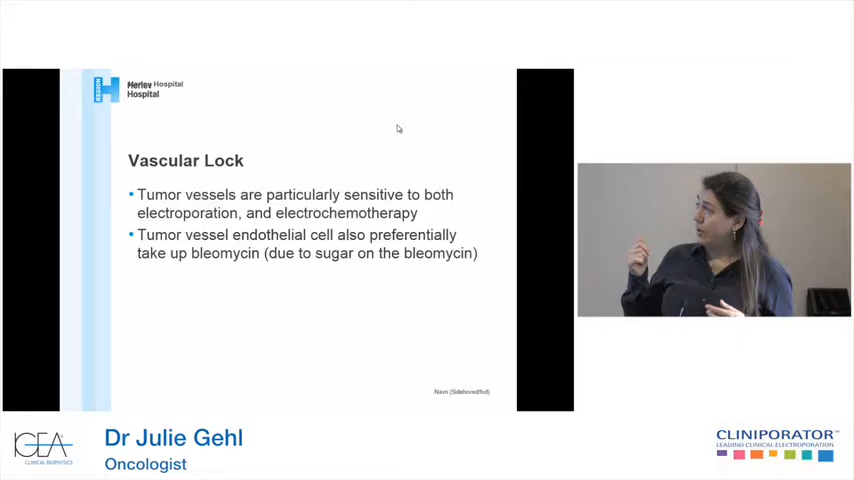 REGION
Herlev Hospital
Herlev
Hospital
Vascular Lock
• Tumor vessels are particularly sensitive to both
electroporation, and electrochemotherapy
• Tumor vessel endothelial cell also preferentially
take up bleomycin (due to sugar on the bleomycin)
Navn (Sidehoved/fod)
IGEA®
CLINICAL BIOPHYSICS
Dr Julie Gehl
Oncologist
CLINIPORATOR™
LEADING CLINICAL ELECTROPORATION